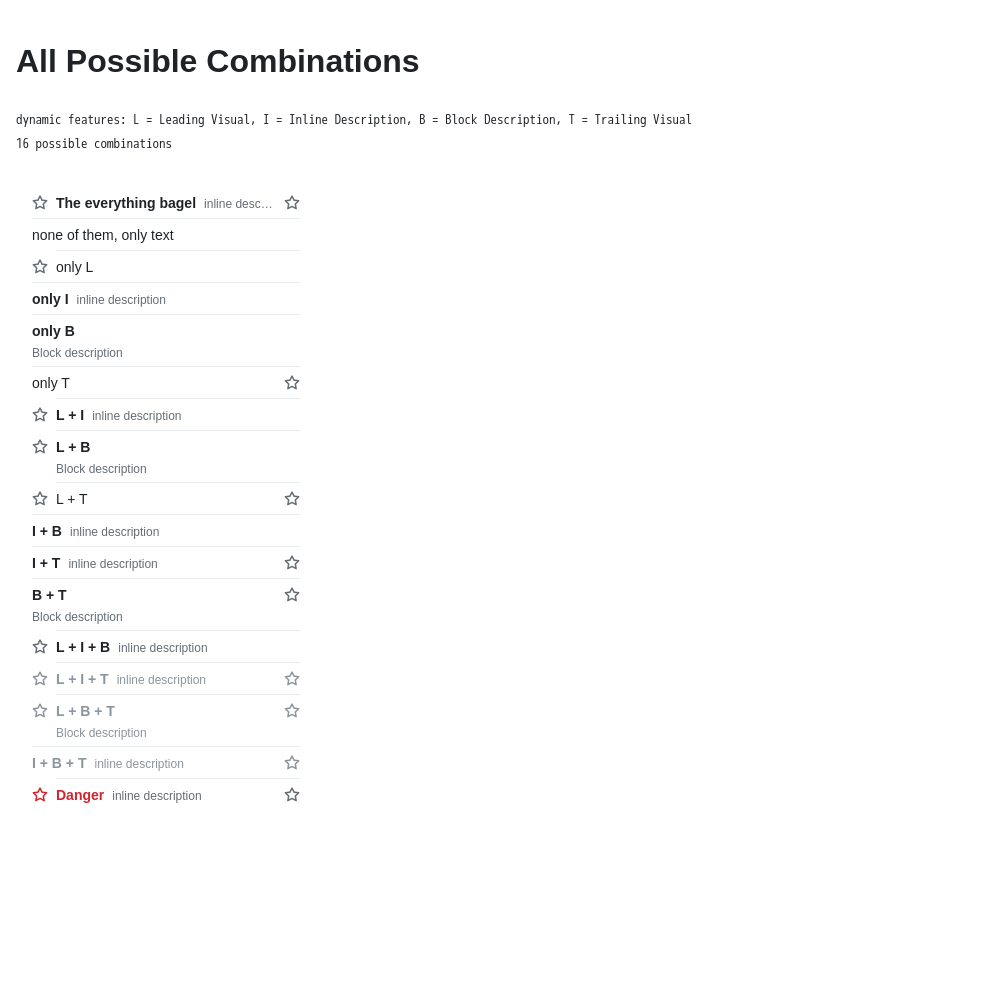 All Possible Combinations
dynamic features: L = Leading Visual, I = Inline Description, B = Block Description, T = Trailing Visual
16 possible combinations
The everything bagel inline desc…
none of them, only text
only L
only I inline description
only B
Block description
only T
L + I inline description
L + B
Block description
L + T
I + B inline description
I + T inline description
B + T
Block description
L + I + B inline description
L + I + T inline description
L + B + T
Block description
I + B + T inline description
Danger inline description